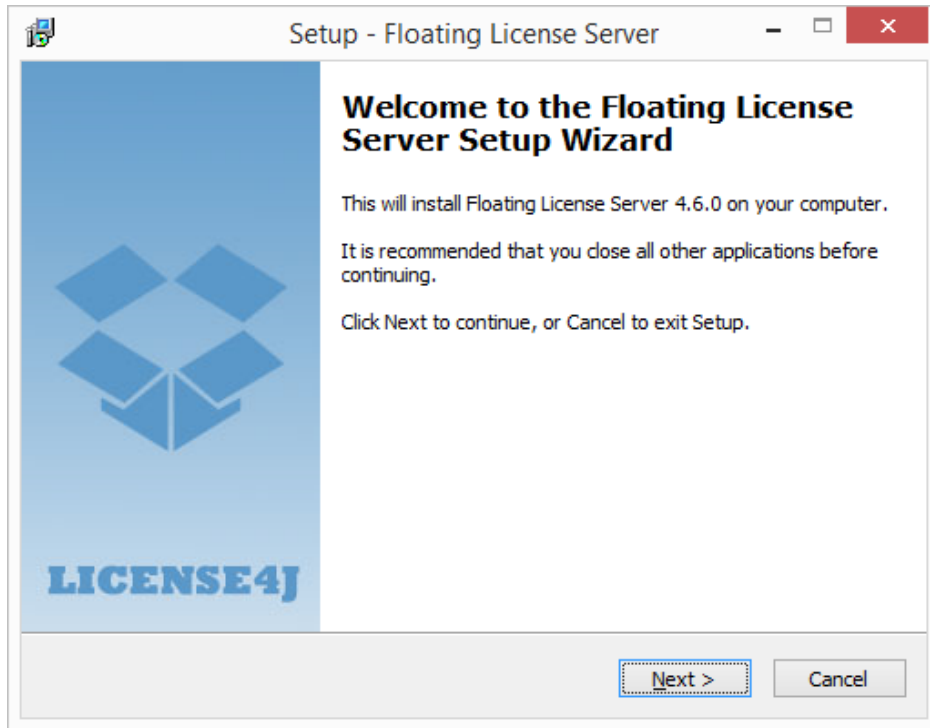 Setup - Floating License Server
Welcome to the Floating License
Server Setup Wizard
This will install Floating License Server 4.6.0 on your computer.
It is recommended that you close all other applications before
continuing.
Click Next to continue, or Cancel to exit Setup.
LICENSE4J
Next >
Cancel